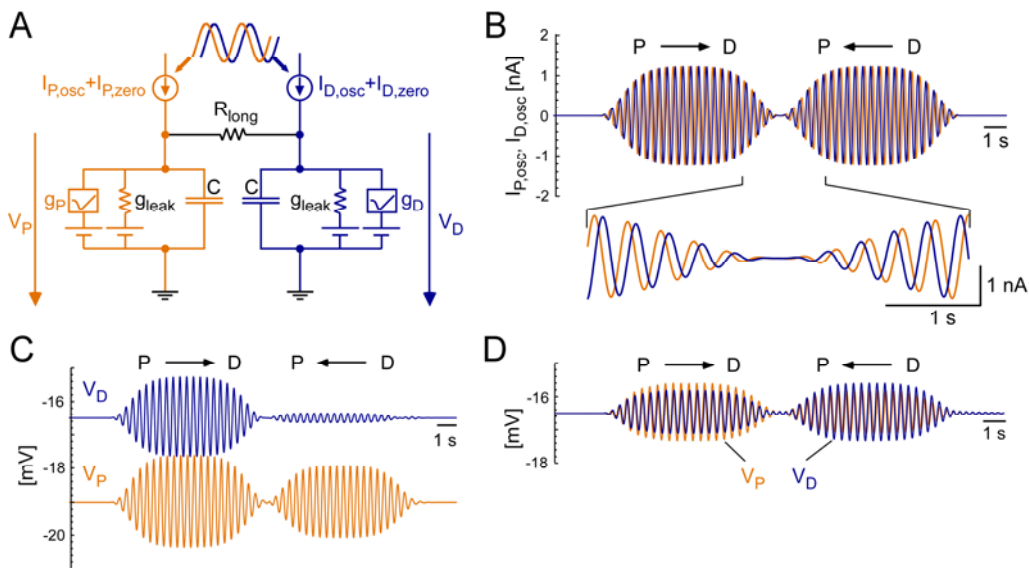 A
I_P,osc+I_P,zero
I_D,osc+I_D,zero
R_long
V_P
g_P
g_leak
C
C
g_leak
g_D
V_D
B
I_P,osc, I_D,osc [nA]
2
1
0
-1
-2
P D
P D
1 s
1 s
1 nA
C
P D
P D
V_D
V_P
[mV]
-16
-18
-20
1 s
D
P D
P D
[mV]
-16
-18
1 s
V_P
V_D